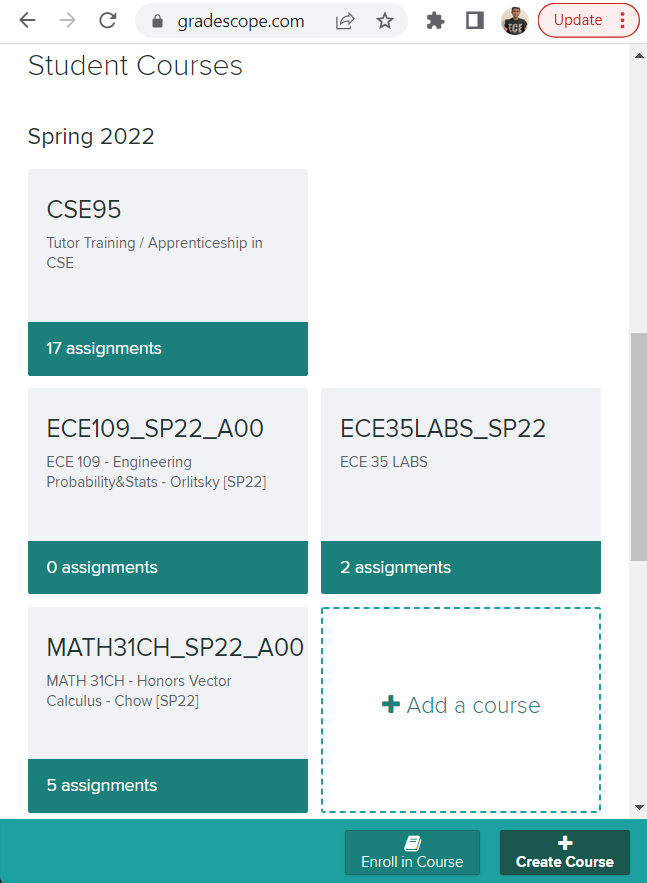 gradescope.com
Update
Student Courses
Spring 2022
CSE95
Tutor Training / Apprenticeship in
CSE
17 assignments
ECE109_SP22_A00
ECE 109 - Engineering
Probability&Stats - Orlitsky [SP22]
0 assignments
ECE35LABS_SP22
ECE 35 LABS
2 assignments
MATH31CH_SP22_A00
MATH 31CH - Honors Vector
Calculus - Chow [SP22]
5 assignments
Add a course
Enroll in Course
Create Course